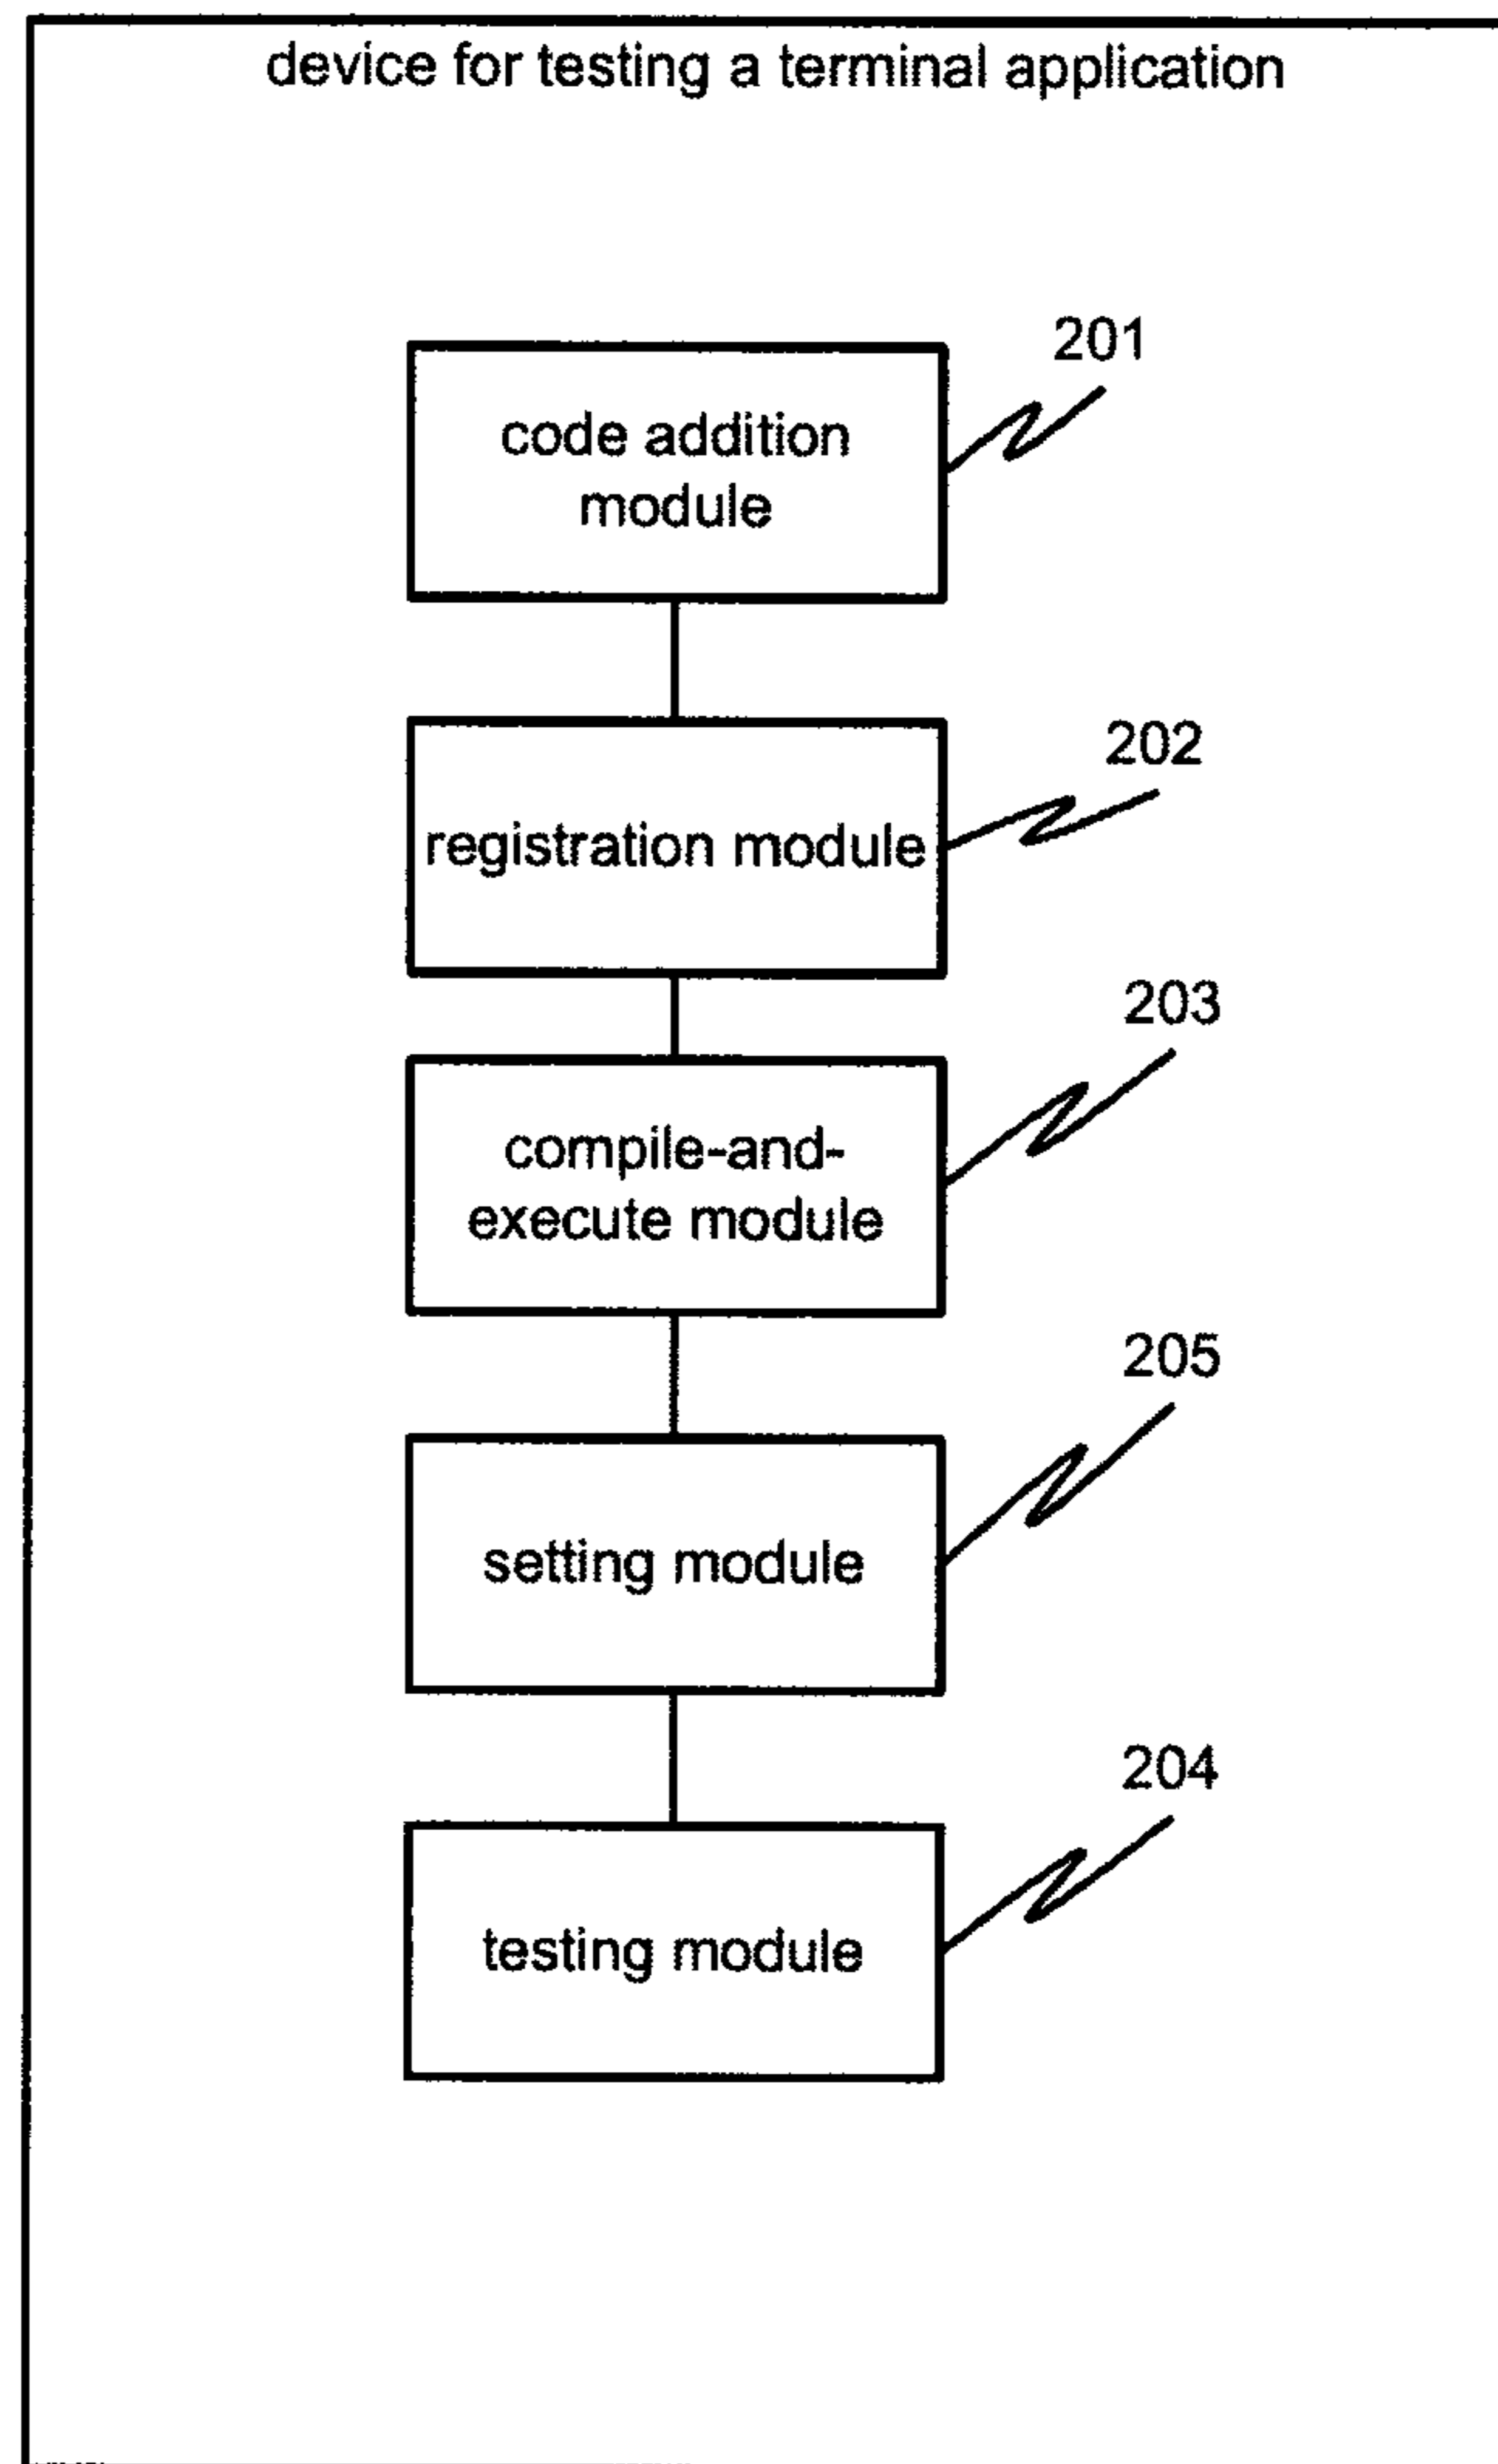 device for testing a terminal application
201
code addition
module
202
registration module
203
compile-and-
execute module
205
setting module
204
testing module